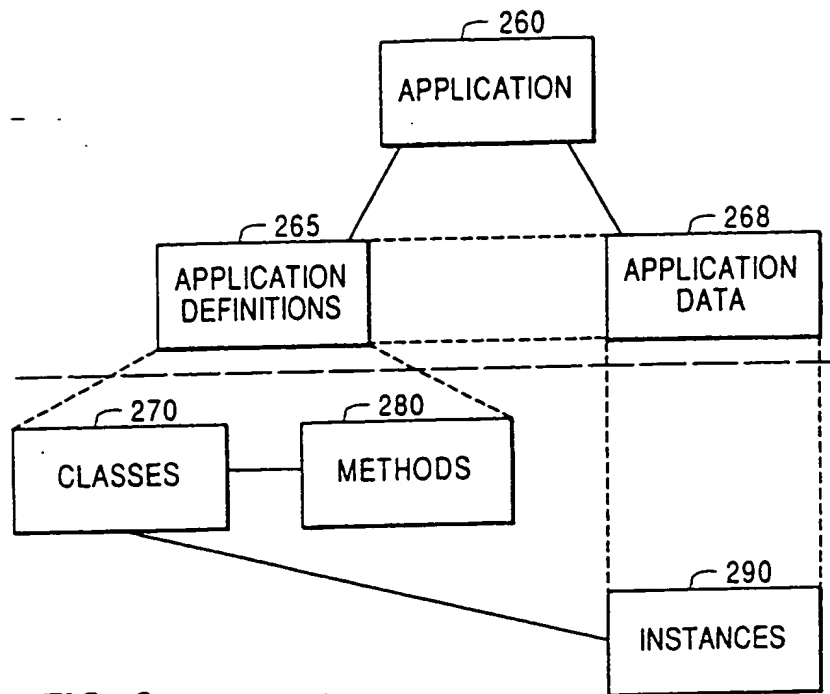 260
APPLICATION
265
APPLICATION
DEFINITIONS
268
APPLICATION
DATA
270
CLASSES
280
METHODS
290
INSTANCES